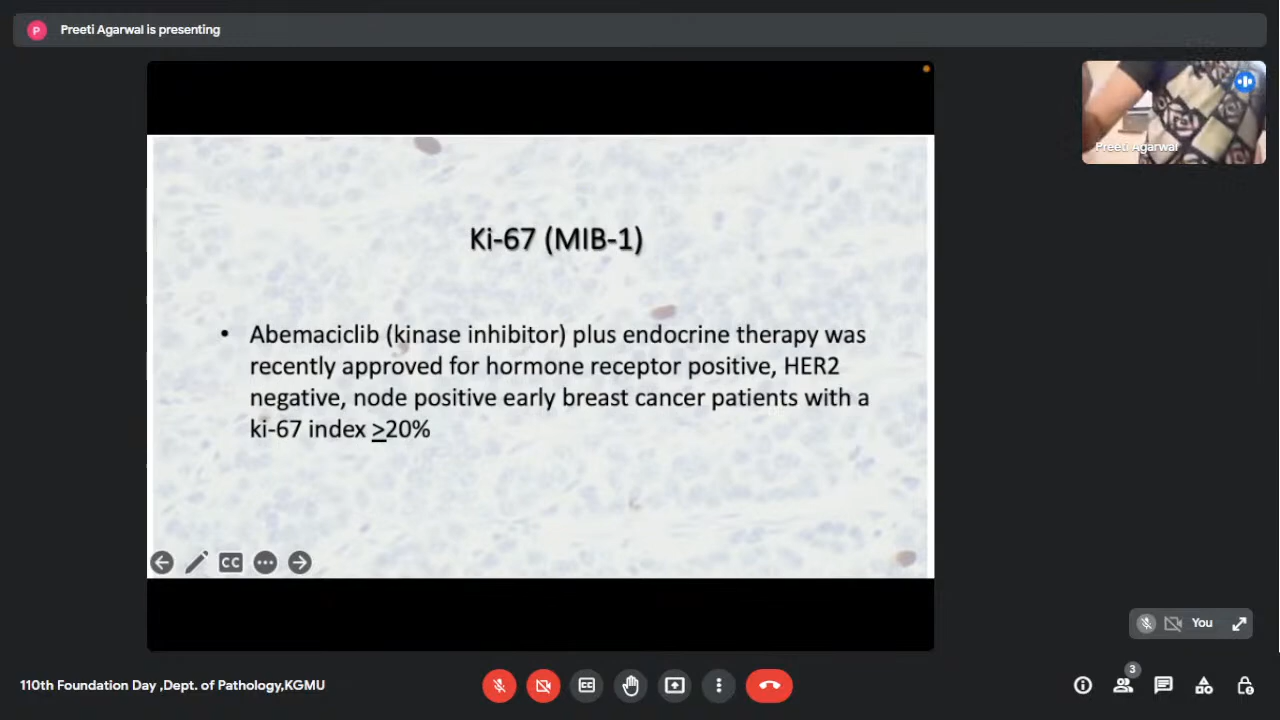 P Preeti Agarwal is presenting
Preeti Agarwal
Ki-67 (MIB-1)
• Abemaciclib (kinase inhibitor) plus endocrine therapy was
recently approved for hormone receptor positive, HER2
negative, node positive early breast cancer patients with a
ki-67 index ≥20%
CC
You
3
110th Foundation Day ,Dept. of Pathology,KGMU